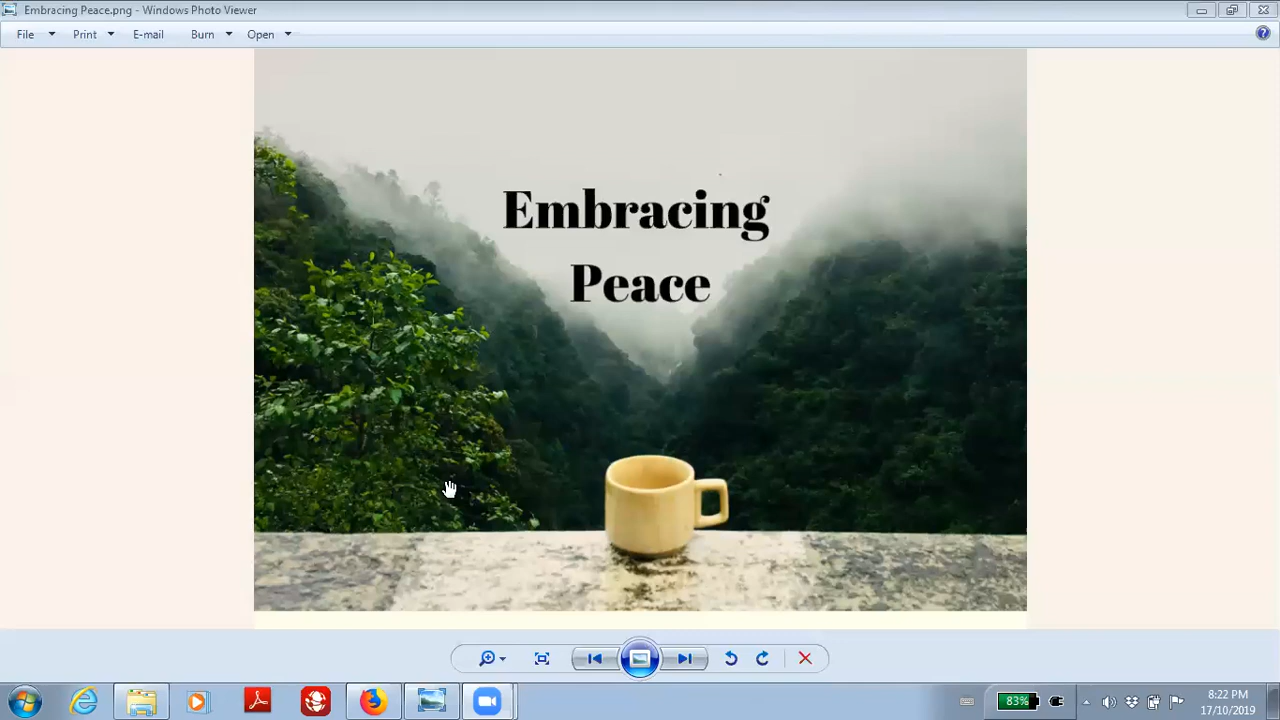 Embracing Peace.png - Windows Photo Viewer
File Print E-mail Burn Open
Embracing
Peace
83%
8:22 PM
17/10/2019